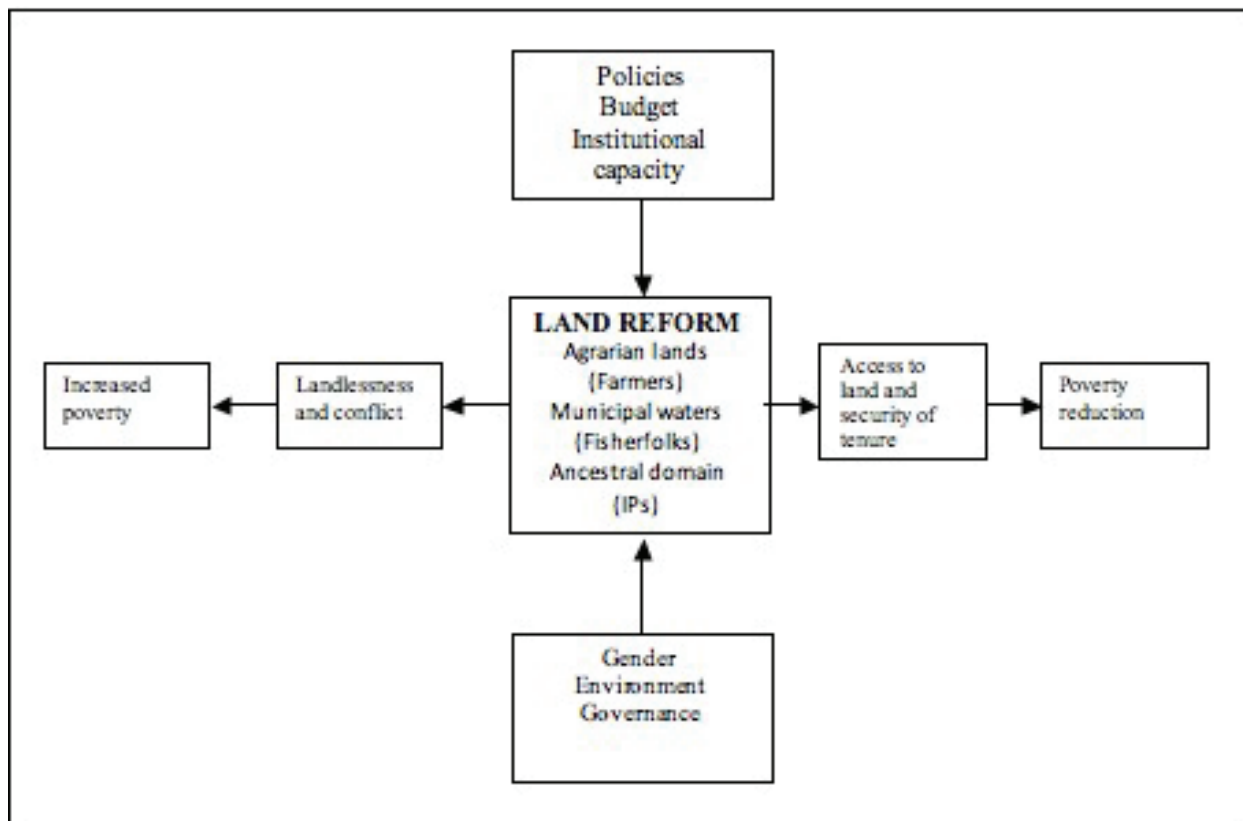 Policies
Budget
Institutional
capacity
LAND REFORM
Agrarian lands
(Farmers)
Municipal waters
(Fisherfolks)
Ancestral domain
(IPs)
Increased
poverty
Landlessness
and conflict
Access to
land and
security of
tenure
Poverty
reduction
Gender
Environment
Governance